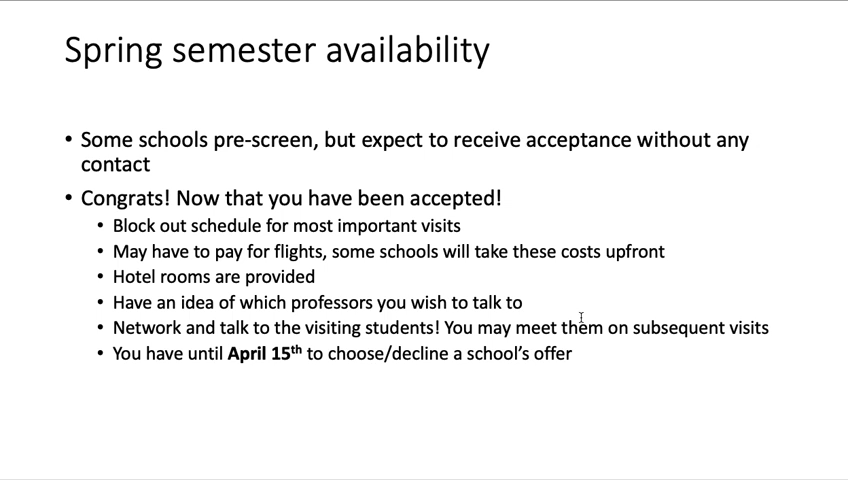 Spring semester availability
• Some schools pre-screen, but expect to receive acceptance without any
contact
• Congrats! Now that you have been accepted!
• Block out schedule for most important visits
• May have to pay for flights, some schools will take these costs upfront
• Hotel rooms are provided
• Have an idea of which professors you wish to talk to
• Network and talk to the visiting students! You may meet them on subsequent visits
• You have until April 15th to choose/decline a school’s offer